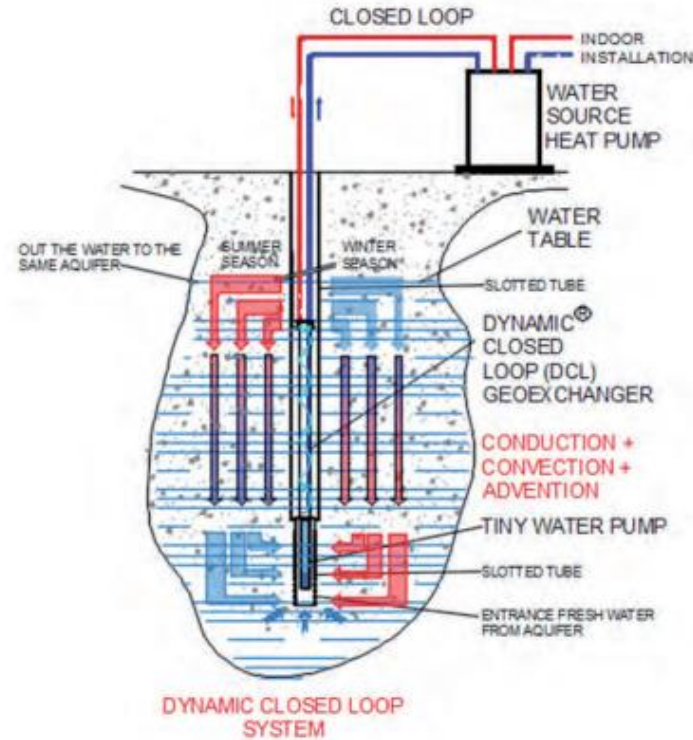 CLOSED LOOP
INDOOR
INSTALLATION
WATER
SOURCE
HEAT PUMP
OUT THE WATER TO THE
SAME AQUIFER
SUMMER
SEASON
WINTER
SEASON
WATER
TABLE
SLOTTED TUBE
DYNAMIC®
CLOSED
LOOP (DCL)
GEOEXCHANGER
CONDUCTION +
CONVECTION +
ADVENTION
TINY WATER PUMP
SLOTTED TUBE
ENTRANCE FRESH WATER
FROM AQUIFER
DYNAMIC CLOSED LOOP
SYSTEM